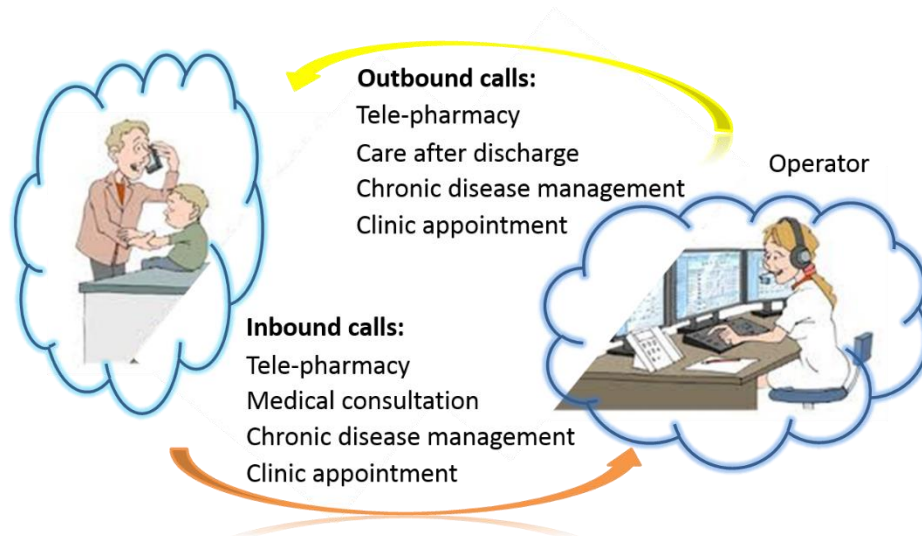 Outbound calls:
Tele-pharmacy
Care after discharge
Chronic disease management
Clinic appointment
Operator
Inbound calls:
Tele-pharmacy
Medical consultation
Chronic disease management
Clinic appointment